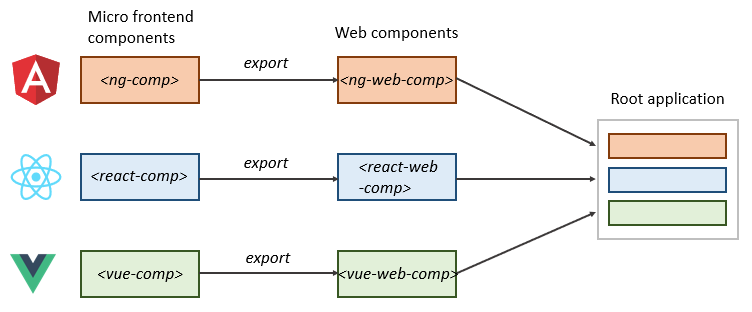 Micro frontend
components
Web components
Root application
<ng-comp>
export
<ng-web-comp>
<react-comp>
export
<react-web
-comp>
<vue-comp>
export
<vue-web-comp>
A